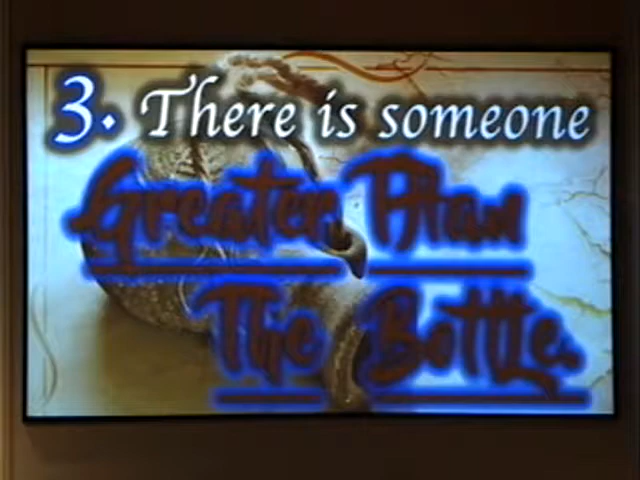 3. There is someone
Greater Than
The Bottle.